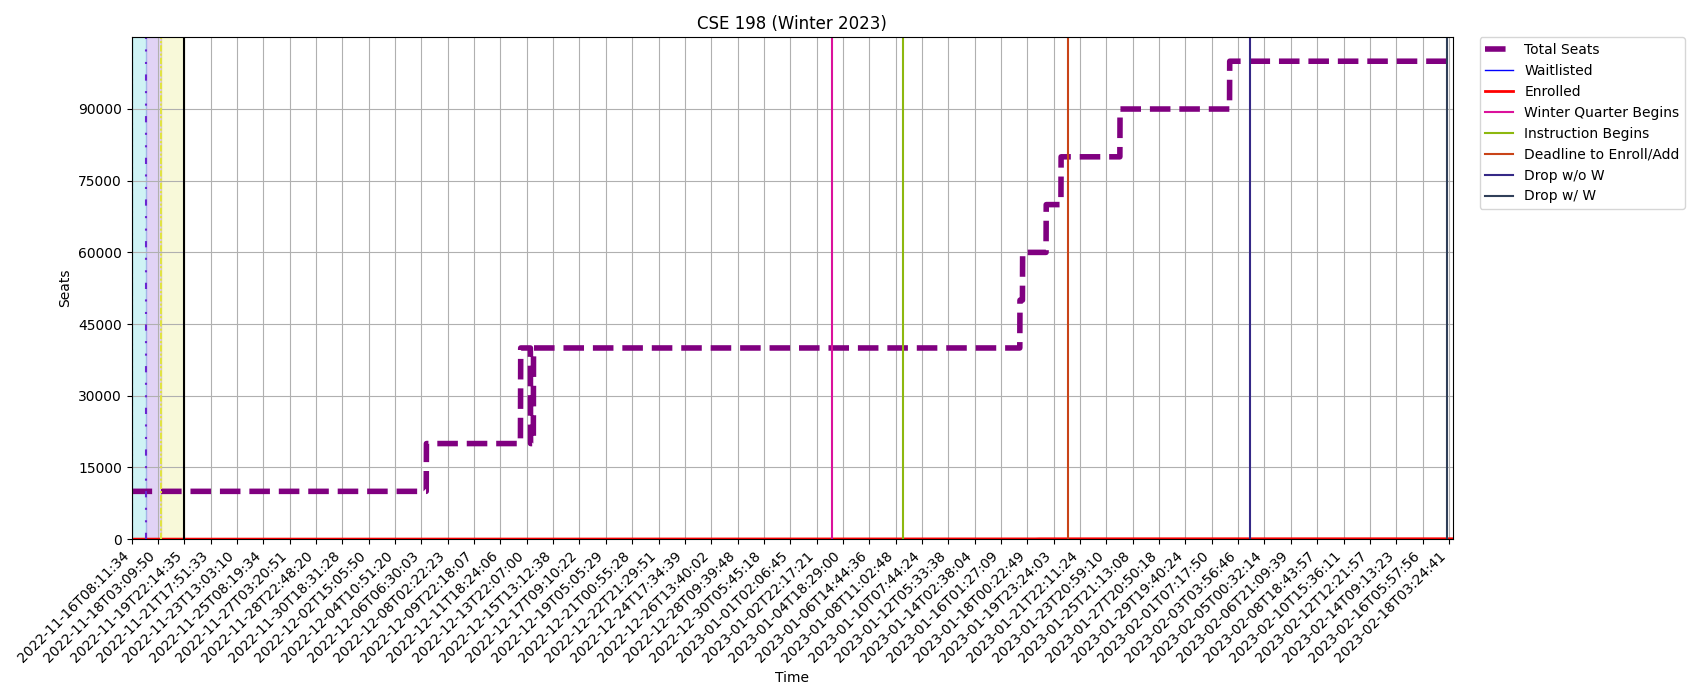 CSE 198 (Winter 2023)
Total Seats
Waitlisted
Enrolled
Winter Quarter Begins
Instruction Begins
Deadline to Enroll/Add
Drop w/o W
Drop w/ W
Seats
90000
75000
60000
45000
30000
15000
0
2022-11-16T08:11:34
2022-11-18T03:09:50
2022-11-19T22:14:35
2022-11-21T17:51:33
2022-11-23T13:03:10
2022-11-25T08:19:34
2022-11-27T03:20:51
2022-11-28T22:48:20
2022-11-30T18:31:28
2022-12-02T15:05:50
2022-12-04T10:51:20
2022-12-06T06:30:03
2022-12-08T02:22:23
2022-12-09T22:18:07
2022-12-11T18:24:06
2022-12-13T22:07:00
2022-12-15T13:12:38
2022-12-17T09:10:22
2022-12-19T05:05:29
2022-12-21T00:55:28
2022-12-22T21:29:51
2022-12-24T17:34:39
2022-12-26T13:40:02
2022-12-28T09:39:48
2022-12-30T05:45:18
2023-01-01T02:06:45
2023-01-02T22:17:21
2023-01-04T18:29:00
2023-01-06T14:44:36
2023-01-08T11:02:48
2023-01-10T07:44:24
2023-01-12T05:33:38
2023-01-14T02:38:04
2023-01-16T01:27:09
2023-01-18T00:22:49
2023-01-19T23:24:03
2023-01-21T22:11:24
2023-01-23T20:59:10
2023-01-25T21:13:08
2023-01-27T20:50:18
2023-01-29T19:40:24
2023-02-01T07:17:50
2023-02-03T03:56:46
2023-02-05T00:32:14
2023-02-06T21:09:39
2023-02-08T18:43:57
2023-02-10T15:36:11
2023-02-12T12:21:57
2023-02-14T09:13:23
2023-02-16T05:57:56
2023-02-18T03:24:41
Time